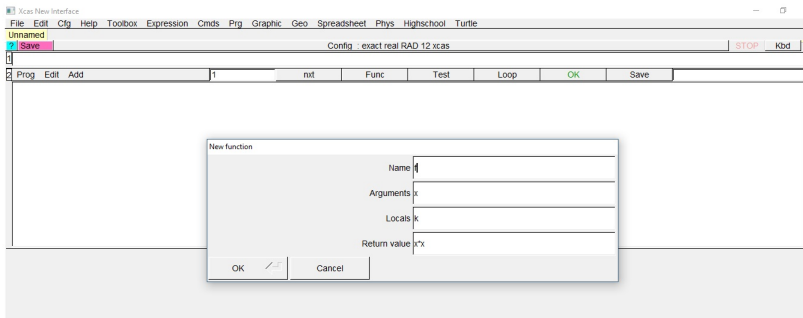 Xcas New Interface
File Edit Cfg Help Toolbox Expression Cmds Prg Graphic Geo Spreadsheet Phys Highschool Turtle
Unnamed
? Save Config : exact real RAD 12 xcas STOP Kbd
1
2 Prog Edit Add 1 nxt Func Test Loop OK Save
New function
Name f
Arguments x
Locals k
Return value x*x
OK Cancel